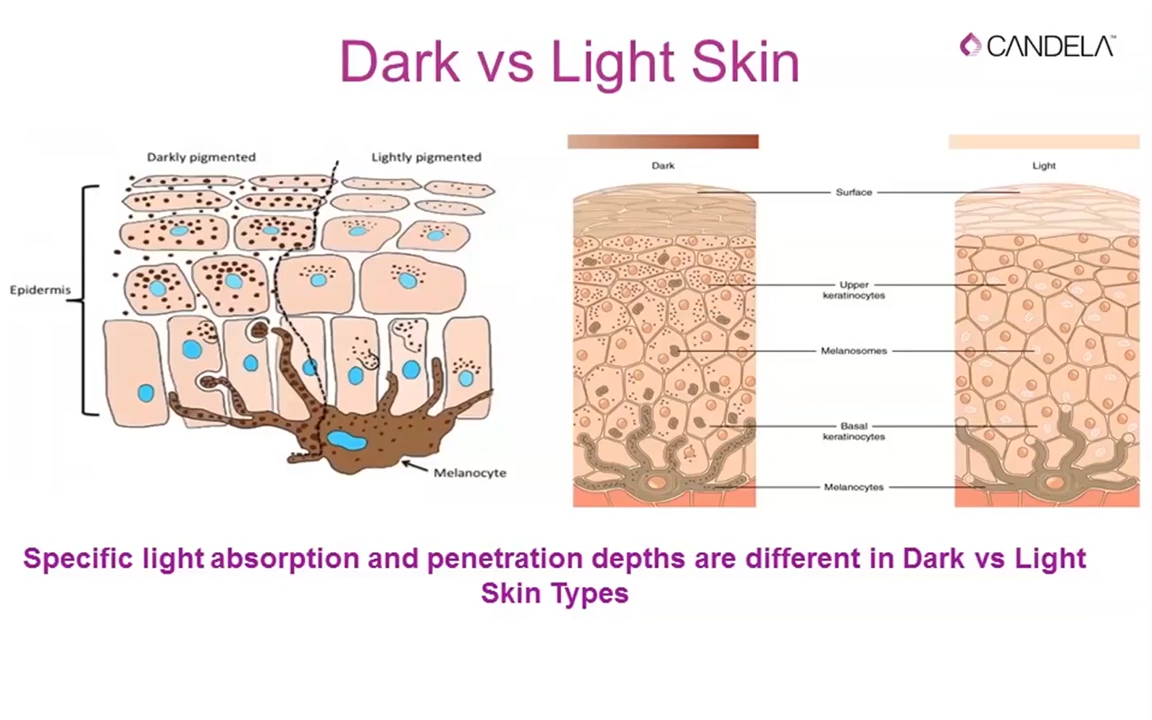 Dark vs Light Skin
CANDELA™
Darkly pigmented
Lightly pigmented
Epidermis
Melanocyte
Dark
Light
Surface
Upper
keratinocytes
Melanosomes
Basal
keratinocytes
Melanocytes
Specific light absorption and penetration depths are different in Dark vs Light
Skin Types